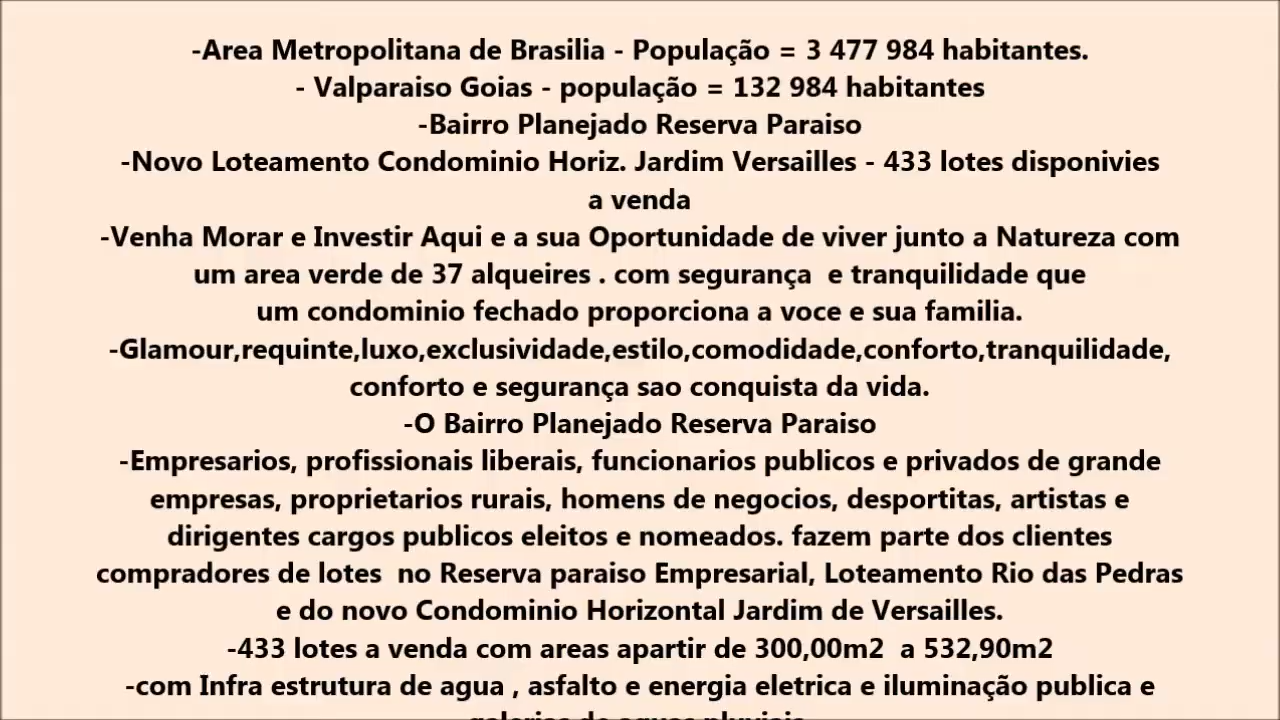 -Area Metropolitana de Brasilia - População = 3 477 984 habitantes.
- Valparaiso Goias - população = 132 984 habitantes
-Bairro Planejado Reserva Paraiso
-Novo Loteamento Condominio Horiz. Jardim Versailles - 433 lotes disponivies
a venda
-Venha Morar e Investir Aqui e a sua Oportunidade de viver junto a Natureza com
um area verde de 37 alqueires . com segurança  e tranquilidade que
um condominio fechado proporciona a voce e sua familia.
-Glamour,requinte,luxo,exclusividade,estilo,comodidade,conforto,tranquilidade,
conforto e segurança sao conquista da vida.
-O Bairro Planejado Reserva Paraiso
-Empresarios, profissionais liberais, funcionarios publicos e privados de grande
empresas, proprietarios rurais, homens de negocios, desportitas, artistas e
dirigentes cargos publicos eleitos e nomeados. fazem parte dos clientes
compradores de lotes  no Reserva paraiso Empresarial, Loteamento Rio das Pedras
e do novo Condominio Horizontal Jardim de Versailles.
-433 lotes a venda com areas apartir de 300,00m2  a 532,90m2
-com Infra estrutura de agua , asfalto e energia eletrica e iluminação publica e
galerias de aguas pluviais